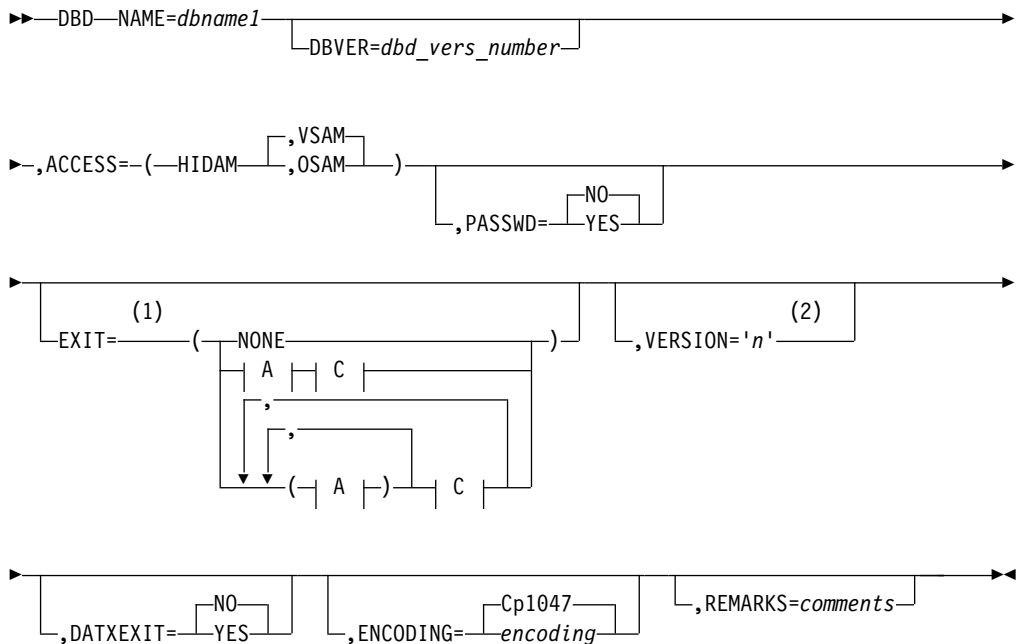 DBD NAME=dbname1
DBVER=dbd_vers_number
,VSAM
,ACCESS= ( HIDAM ,OSAM )
NO
,PASSWD= YES
(1) (2)
EXIT= ( NONE ) ,VERSION='n'
A C
,
,
( A ) C
NO Cp1047 ,REMARKS=comments
,DATXEXIT= YES ,ENCODING= encoding